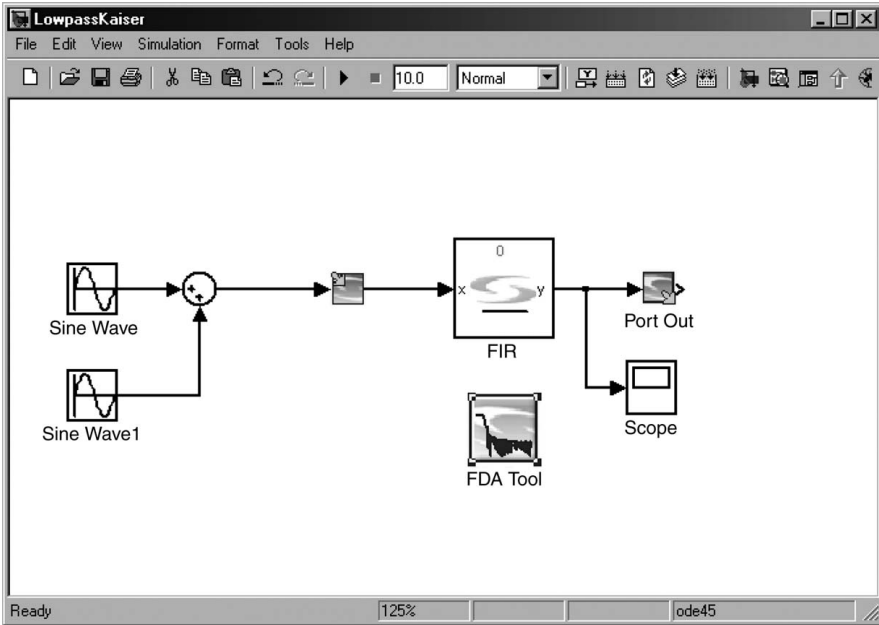 LowpassKaiser
File Edit View Simulation Format Tools Help
10.0 Normal
0
x y
Sine Wave
FIR
Port Out
Sine Wave1
Scope
FDA Tool
Ready 125% ode45